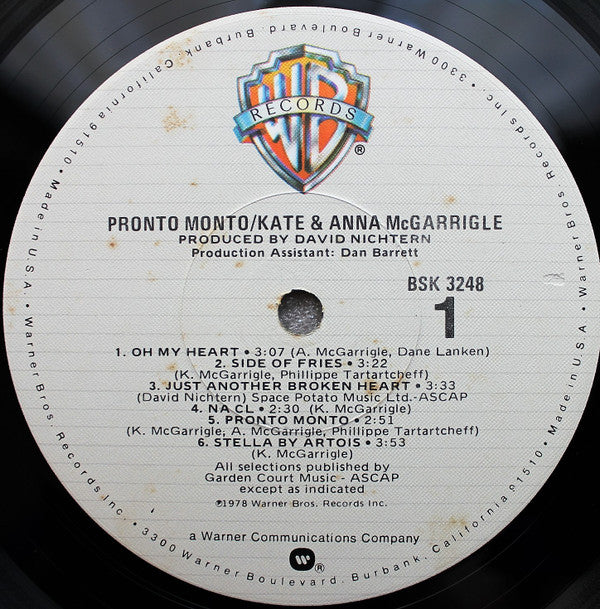 WB
RECORDS
®
PRONTO MONTO/KATE & ANNA McGARRIGLE
PRODUCED BY DAVID NICHTERN
Production Assistant: Dan Barrett
BSK 3248
1
1. OH MY HEART • 3:07 (A. McGarrigle, Dane Lanken)
2. SIDE OF FRIES • 3:22
(K. McGarrigle, Philippe Tartartcheff)
3. JUST ANOTHER BROKEN HEART • 3:33
(David Nichtern) Space Potato Music Ltd.-ASCAP
4. NA CL • 2:30 (K. McGarrigle)
5. PRONTO MONTO • 2:51
(K. McGarrigle, A. McGarrigle, Phillippe Tartartcheff)
6. STELLA BY ARTOIS • 3:53
(K. McGarrigle)
All selections published by
Garden Court Music - ASCAP
except as indicated
℗1978 Warner Bros. Records Inc.
a Warner Communications Company
W ®
Warner Bros. Records Inc. • 3300 Warner Boulevard, Burbank, California 91510 • Made in U.S.A. • Warner Bros. Records Inc. • 3300 Warner Boulevard, Burbank, California 91510 • Made in U.S.A. •